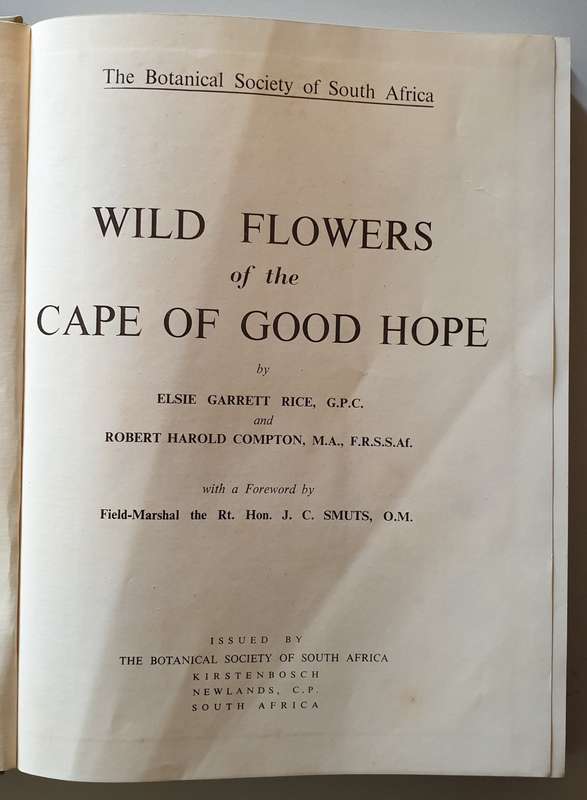 The Botanical Society of South Africa
WILD FLOWERS
of the
CAPE OF GOOD HOPE
by
ELSIE GARRETT RICE, G.P.C.
and
ROBERT HAROLD COMPTON, M.A., F.R.S.S.Af.
with a Foreword by
Field-Marshal the Rt. Hon. J. C. SMUTS, O.M.
ISSUED BY
THE BOTANICAL SOCIETY OF SOUTH AFRICA
KIRSTENBOSCH
NEWLANDS, C.P.
SOUTH AFRICA